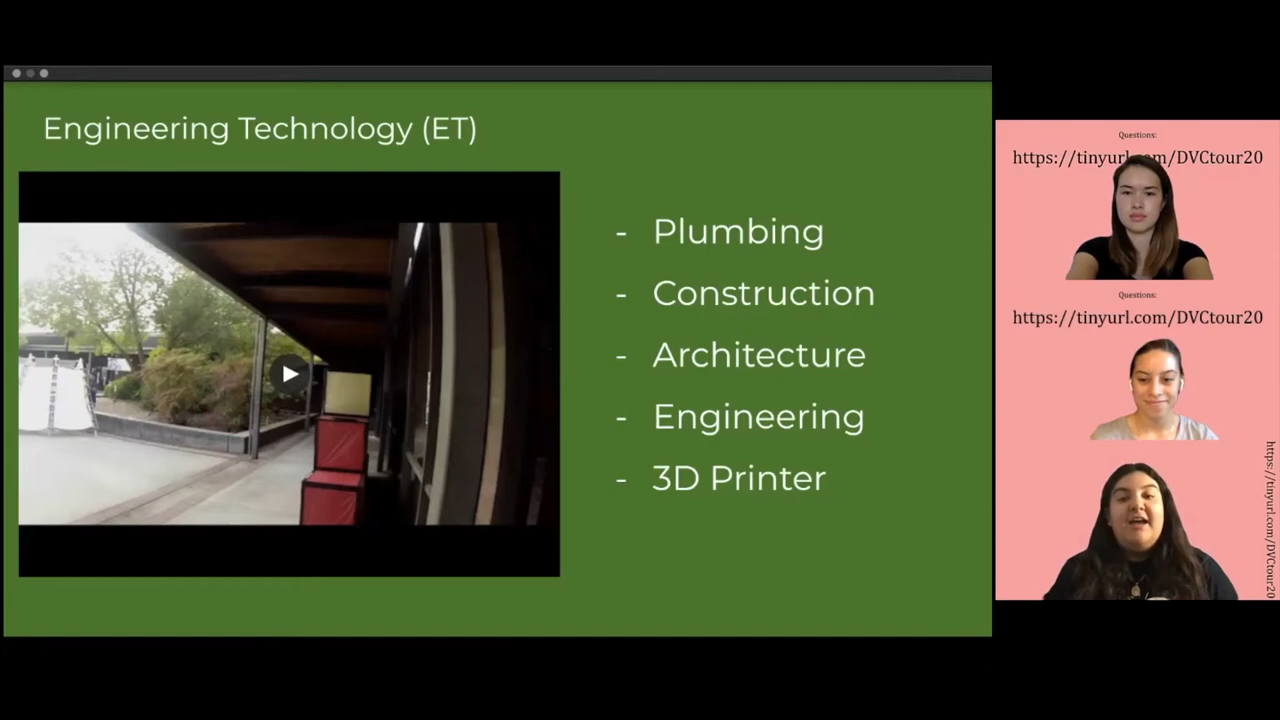 Engineering Technology (ET)
- Plumbing
- Construction
- Architecture
- Engineering
- 3D Printer
Questions:
https://tinyurl.com/DVCtour20
Questions:
https://tinyurl.com/DVCtour20
https://tinyurl.com/DVCtour20